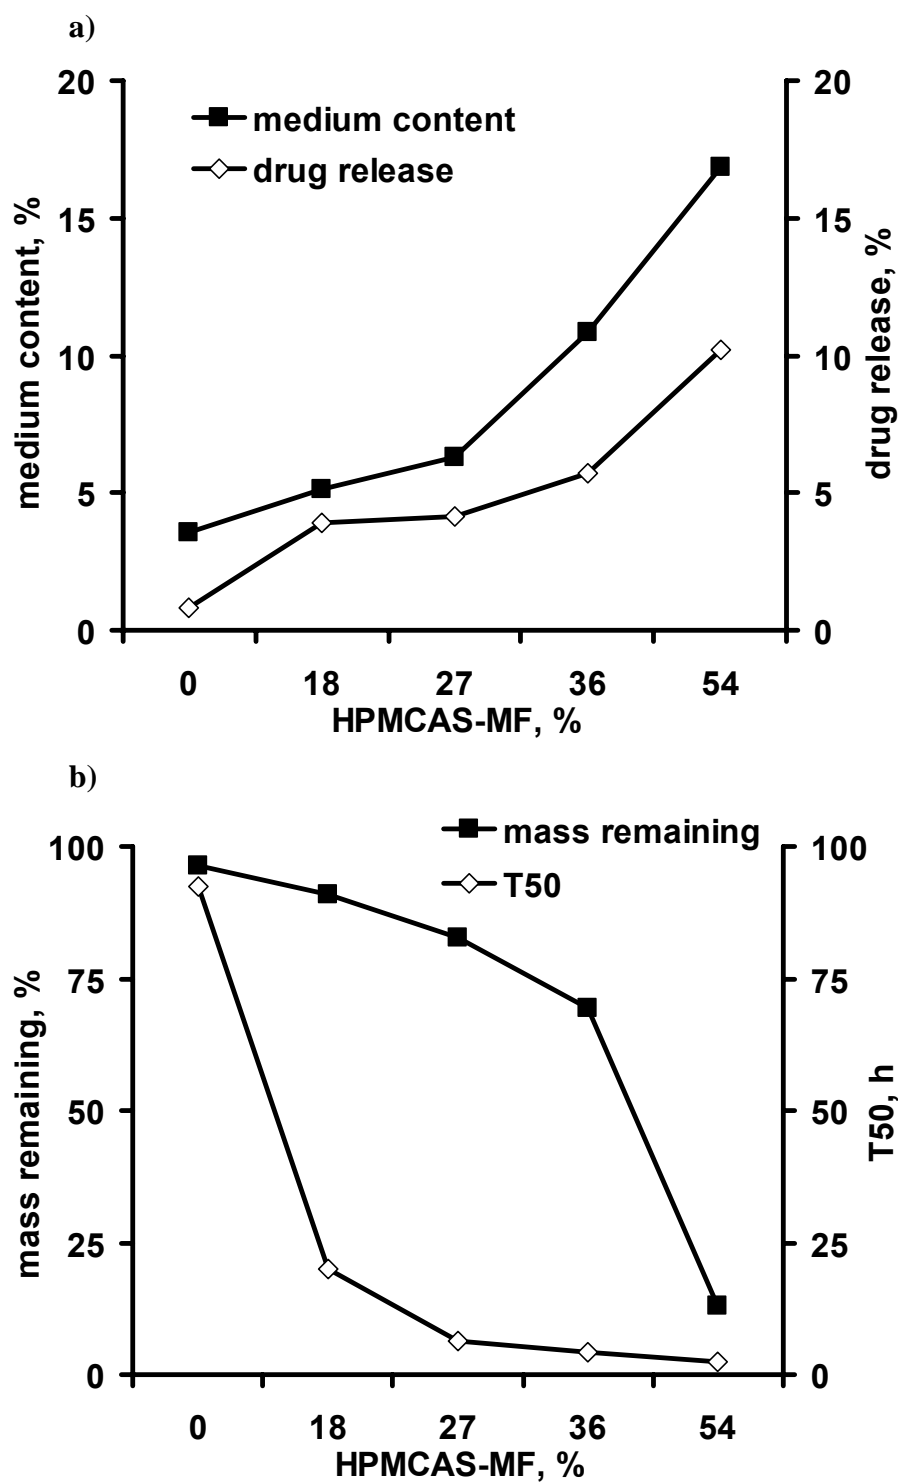 a)
20
15
10
5
0
medium content, %
medium content
drug release
20
15
10
5
0
drug release, %
0 18 27 36 54
HPMCAS-MF, %
b)
100
75
50
25
0
mass remaining, %
mass remaining
T50
100
75
50
25
0
T50, h
0 18 27 36 54
HPMCAS-MF, %